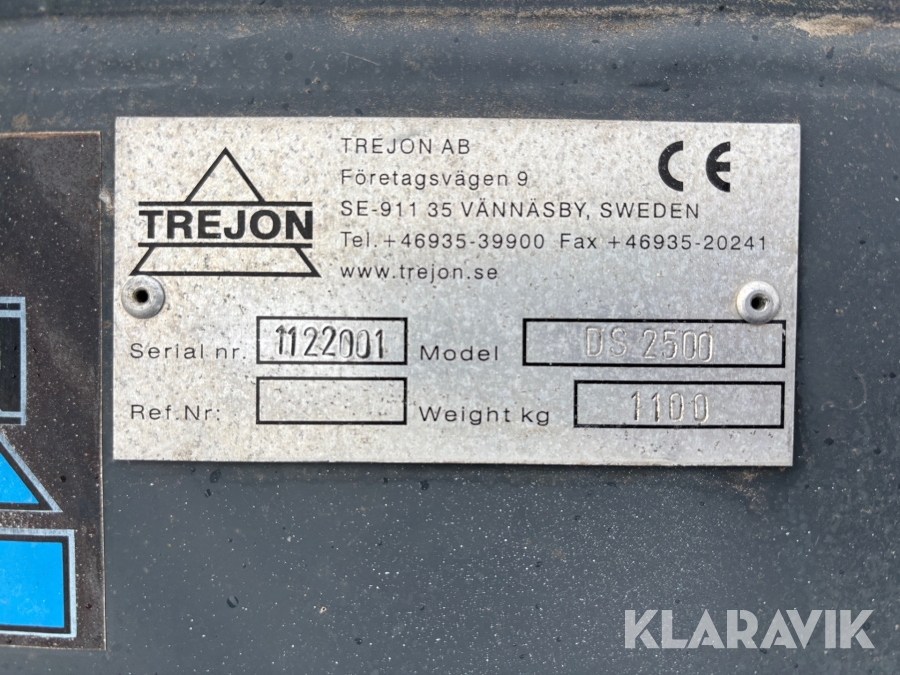 TREJON
TREJON AB
Företagsvägen 9
SE-911 35 VÄNNÄSBY, SWEDEN
Tel. +46935-39900 Fax +46935-20241
www.trejon.se
CE
Serial nr. 1122001 Model DS 2500
Ref.Nr: Weight kg 1100
KLARAVIK